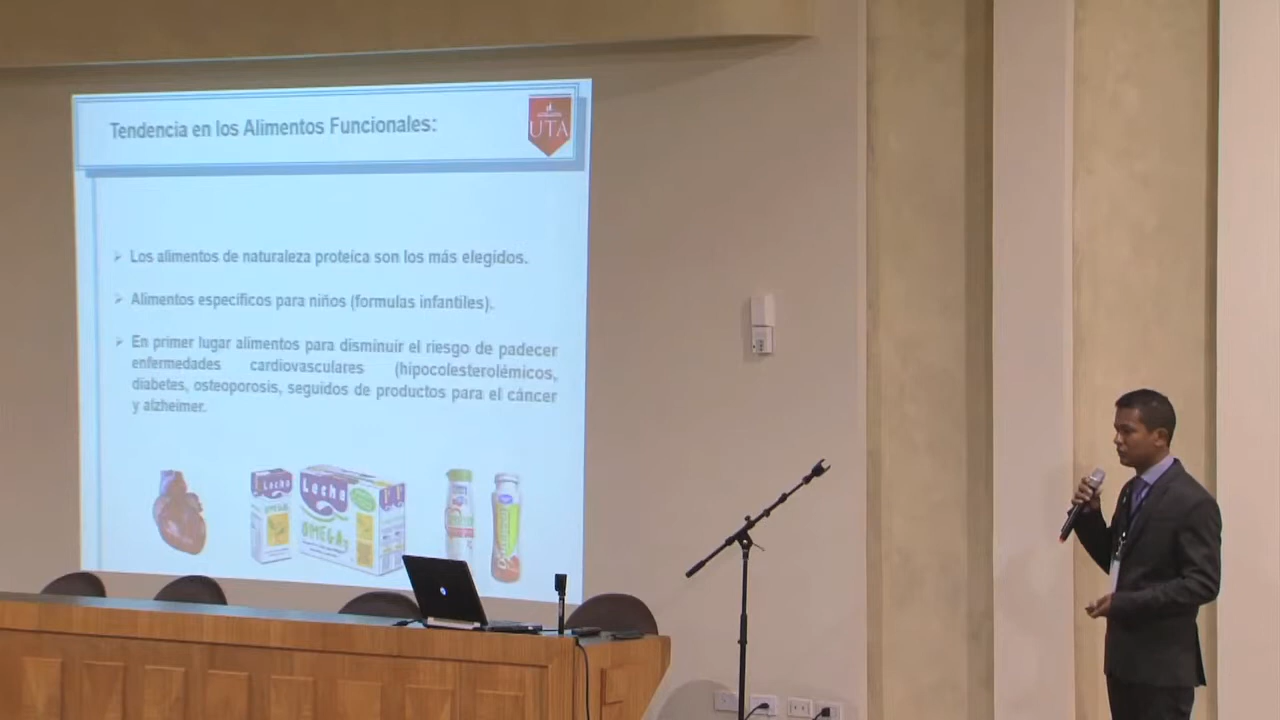 Tendencia en los Alimentos Funcionales:
UTA
Los alimentos de naturaleza proteíca son los más elegidos.
Alimentos específicos para niños (formulas infantiles).
En primer lugar alimentos para disminuir el riesgo de padecer
enfermedades cardiovasculares (hipocolesterolémicos,
diabetes, osteoporosis, seguidos de productos para el cáncer
y alzheimer.
Leche
Leche
OMEGA
OMEGA3